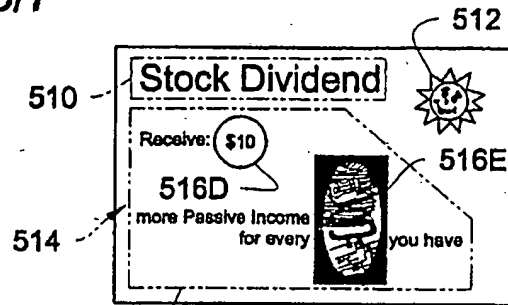 512
510
Stock Dividend
Receive: $10
516E
516D
more Passive Income
for every you have
514